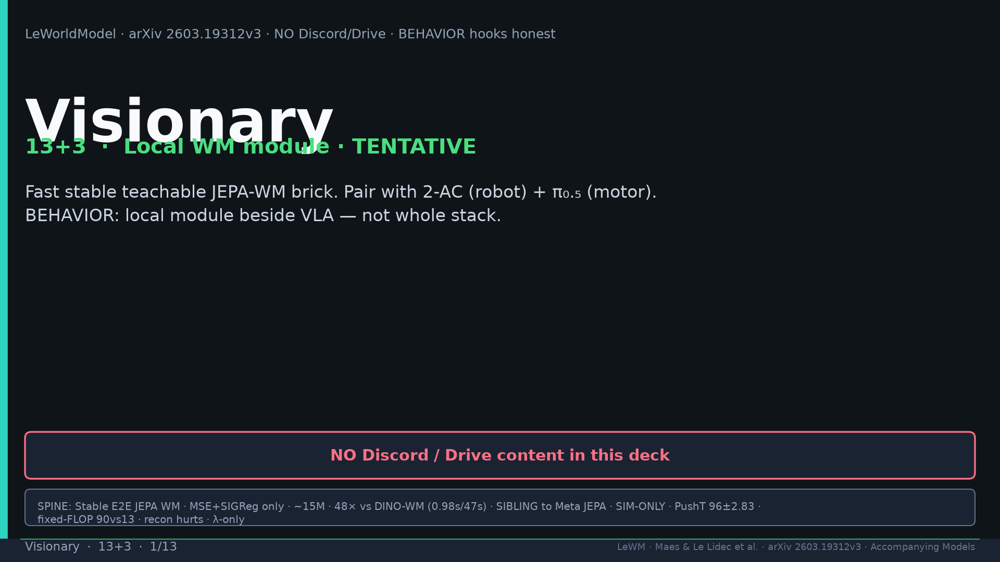 LeWorldModel · arXiv 2603.19312v3 · NO Discord/Drive · BEHAVIOR hooks honest
Visionary
13+3 · Local WM module · TENTATIVE
Fast stable teachable JEPA-WM brick. Pair with 2-AC (robot) + π₀.₅ (motor).
BEHAVIOR: local module beside VLA — not whole stack.
NO Discord / Drive content in this deck
SPINE: Stable E2E JEPA WM · MSE+SIGReg only · ~15M · 48× vs DINO-WM (0.98s/47s) · SIBLING to Meta JEPA · SIM-ONLY · PushT 96±2.83 ·
fixed-FLOP 90vs13 · recon hurts · λ-only
Visionary · 13+3 · 1/13
LeWM · Maes & Le Lidec et al. · arXiv 2603.19312v3 · Accompanying Models